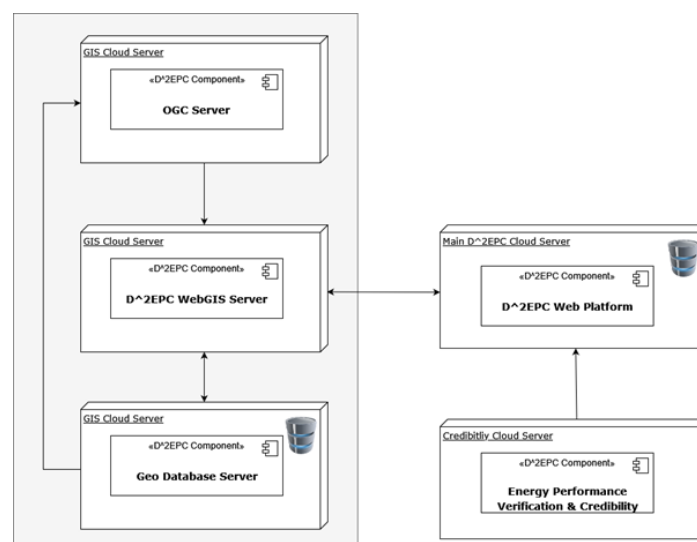 GIS Cloud Server
«D^2EPC Component»
OGC Server
GIS Cloud Server
«D^2EPC Component»
D^2EPC WebGIS Server
GIS Cloud Server
«D^2EPC Component»
Geo Database Server
Main D^2EPC Cloud Server
«D^2EPC Component»
D^2EPC Web Platform
Credibitliy Cloud Server
«D^2EPC Component»
Energy Performance
Verification & Credibility